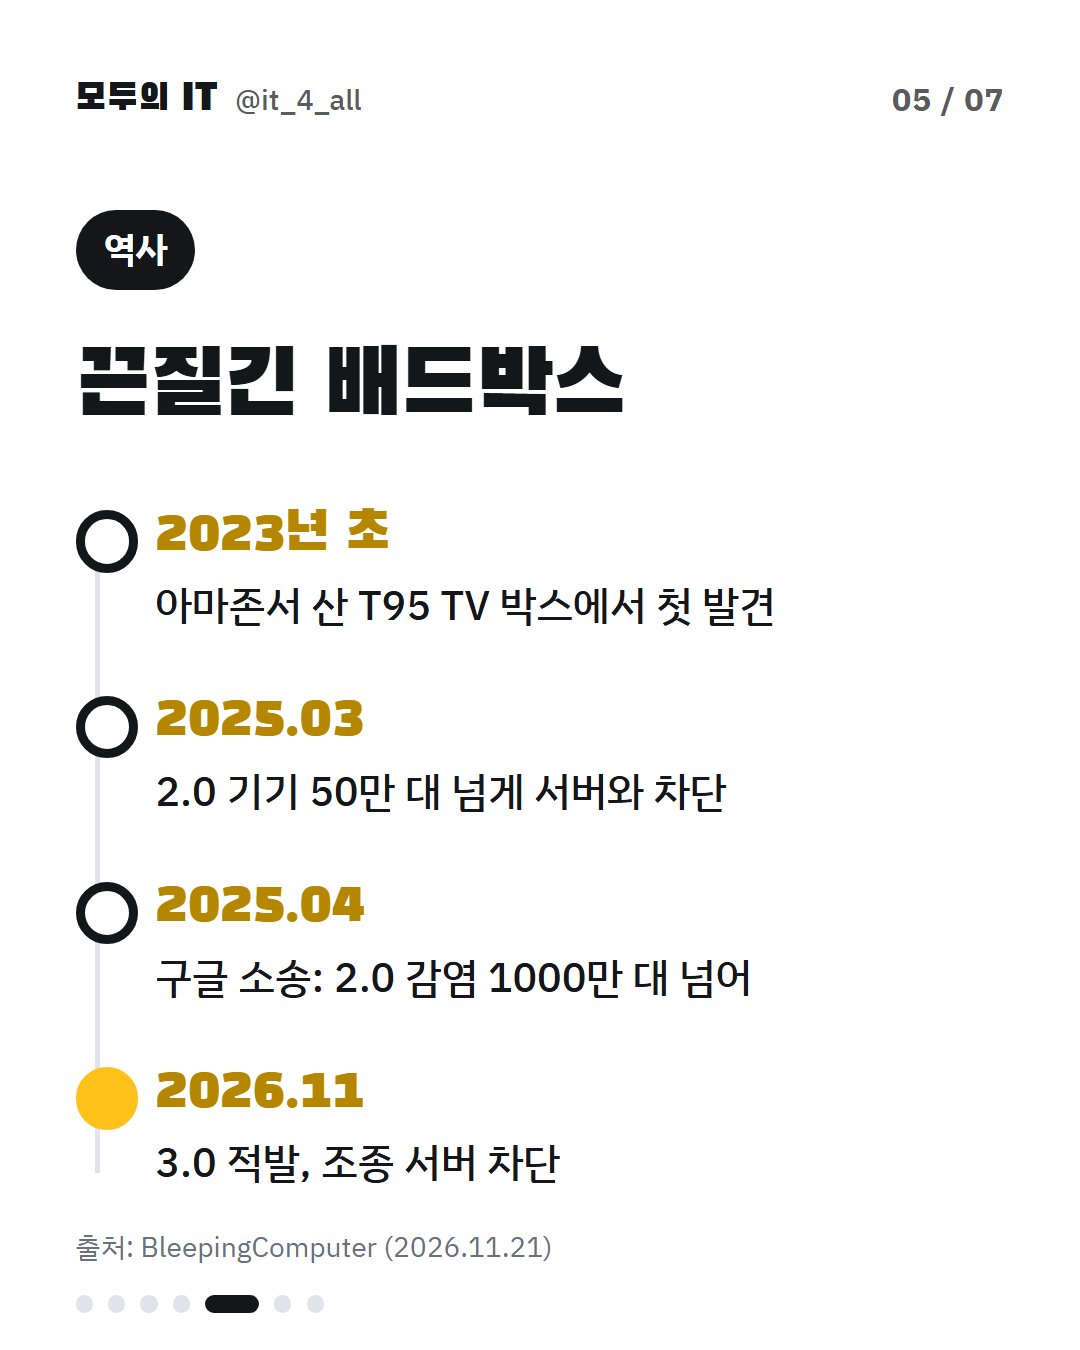 모두의 IT @it_4_all 05 / 07
역사
끈질긴 배드박스
2023년 초
아마존서 산 T95 TV 박스에서 첫 발견
2025.03
2.0 기기 50만 대 넘게 서버와 차단
2025.04
구글 소송: 2.0 감염 1000만 대 넘어
2026.11
3.0 적발, 조종 서버 차단
출처: BleepingComputer (2026.11.21)